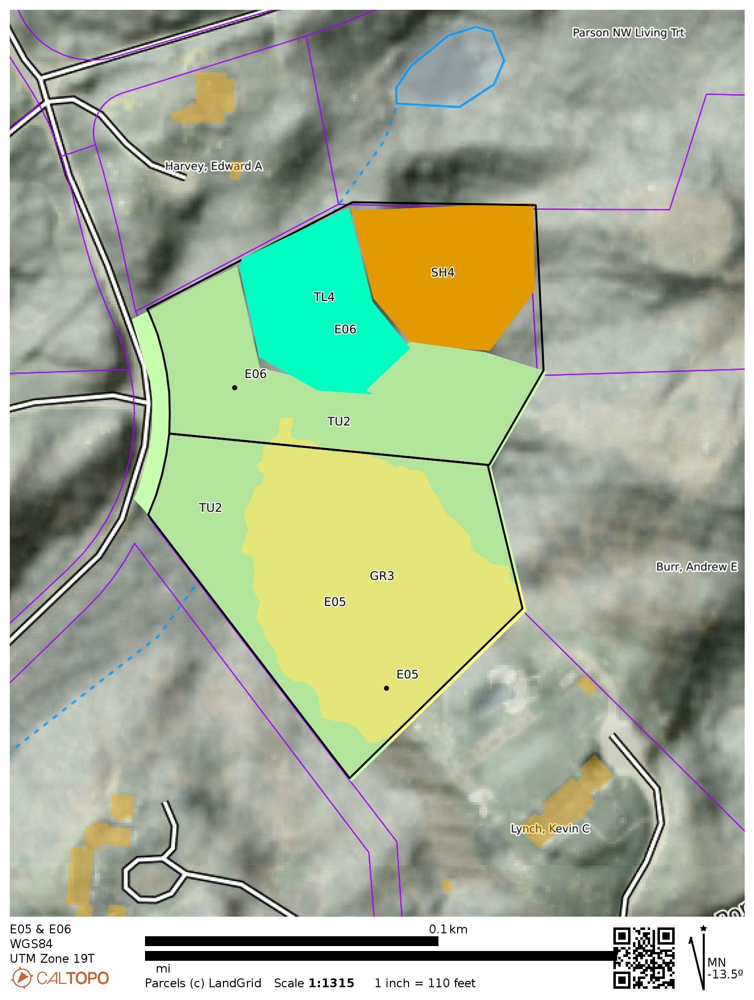 Parson NW Living Trt
Harvey, Edward A
SH4
TL4
E06
E06
TU2
TU2
GR3
Burr, Andrew E
E05
E05
Lynch, Kevin C
E05 & E06
WGS84
UTM Zone 19T
CALTOPO
0.1 km
mi
Parcels (c) LandGrid Scale 1:1315 1 inch = 110 feet
MN
-13.5º